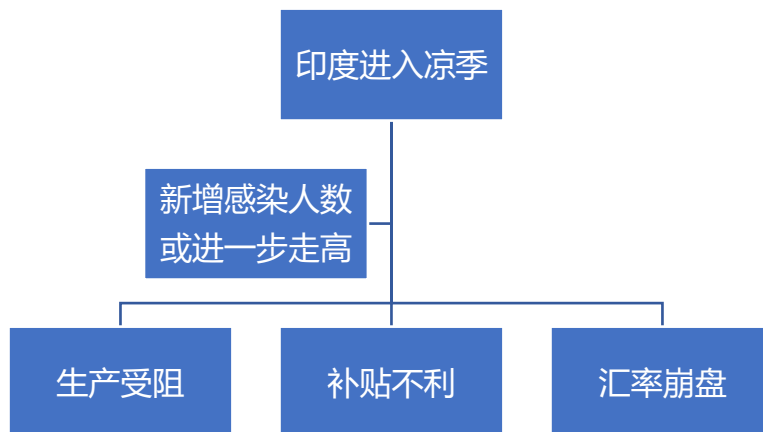 印度进入凉季
新增感染人数
或进一步走高
生产受阻
补贴不利
汇率崩盘